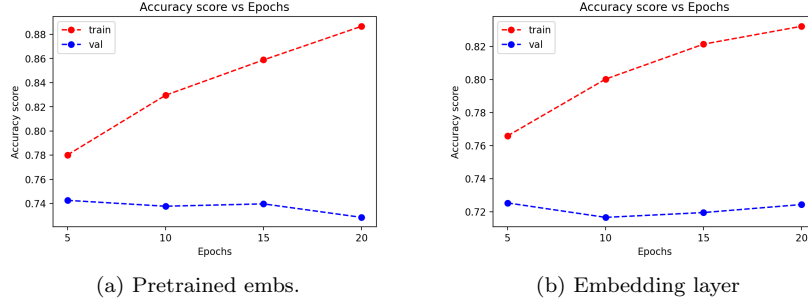 Accuracy score vs Epochs
train
val
Accuracy score
0.88
0.86
0.84
0.82
0.80
0.78
0.76
0.74
5
10
15
20
Epochs
(a) Pretrained embs.
Accuracy score vs Epochs
train
val
Accuracy score
0.82
0.80
0.78
0.76
0.74
0.72
5
10
15
20
Epochs
(b) Embedding layer